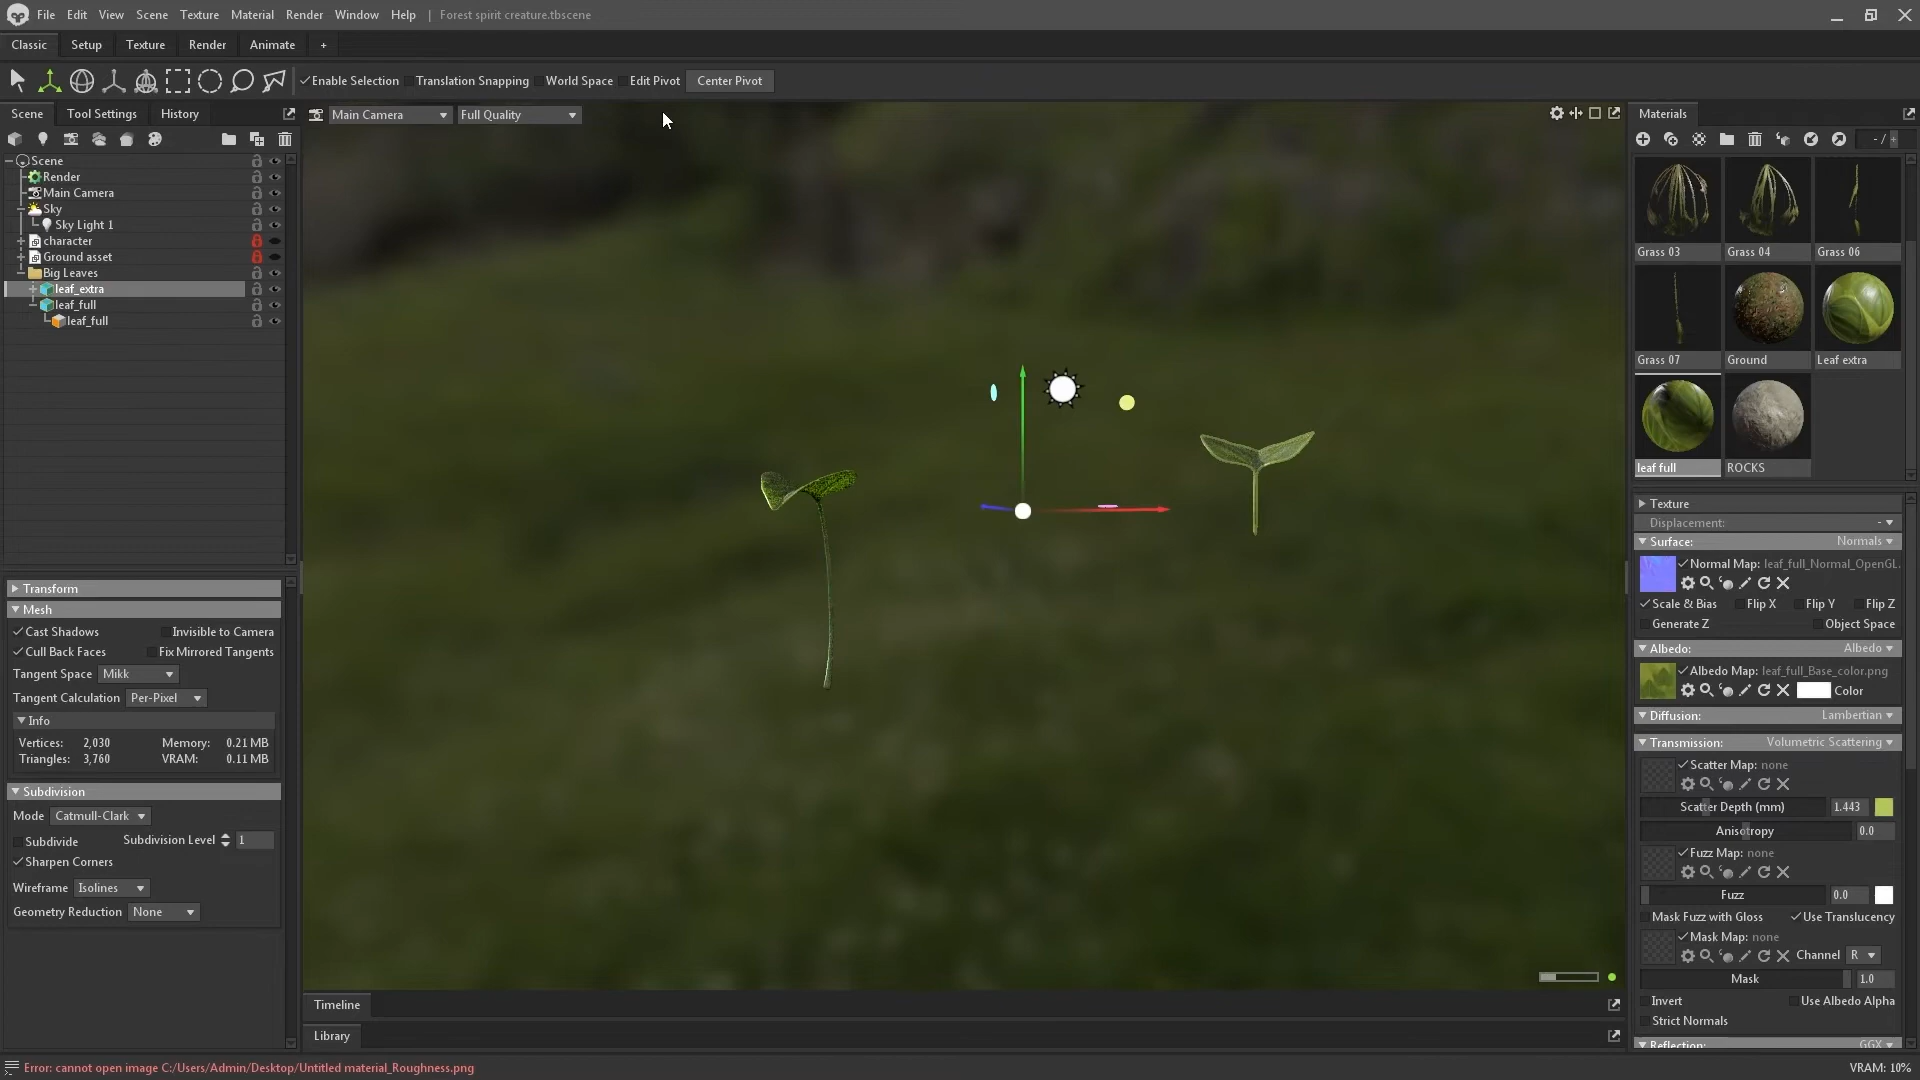 File Edit View Scene Texture Material Render Window Help | Forest spirit creature.tbscene
Classic Setup Texture Render Animate +
Enable Selection Translation Snapping World Space Edit Pivot Center Pivot
Scene Tool Settings History
Main Camera Full Quality
Materials
- / +
Scene
Render
Main Camera
Sky
Sky Light 1
character
Ground asset
Big Leaves
leaf_extra
leaf_full
leaf_full
Grass 03 Grass 04 Grass 06
Grass 07 Ground Leaf extra
leaf full ROCKS
Transform
Mesh
Cast Shadows Invisible to Camera
Cull Back Faces Fix Mirrored Tangents
Tangent Space Mikk
Tangent Calculation Per-Pixel
Info
Vertices: 2,030 Memory: 0.21 MB
Triangles: 3,760 VRAM: 0.11 MB
Subdivision
Mode Catmull-Clark
Subdivide Subdivision Level 1
Sharpen Corners
Wireframe Isolines
Geometry Reduction None
Texture
Displacement: -
Surface: Normals
Normal Map: leaf_full_Normal_OpenGL.
Scale & Bias Flip X Flip Y Flip Z
Generate Z Object Space
Albedo: Albedo
Albedo Map: leaf_full_Base_color.png
Color
Diffusion: Lambertian
Transmission: Volumetric Scattering
Scatter Map: none
Scatter Depth (mm) 1.443
Anisotropy 0.0
Fuzz Map: none
Fuzz 0.0
Mask Fuzz with Gloss Use Translucency
Mask Map: none
Channel R
Mask 1.0
Invert Use Albedo Alpha
Strict Normals
Reflection: GGX
Timeline
Library
Error: cannot open image C:/Users/Admin/Desktop/Untitled material_Roughness.png
VRAM: 10%